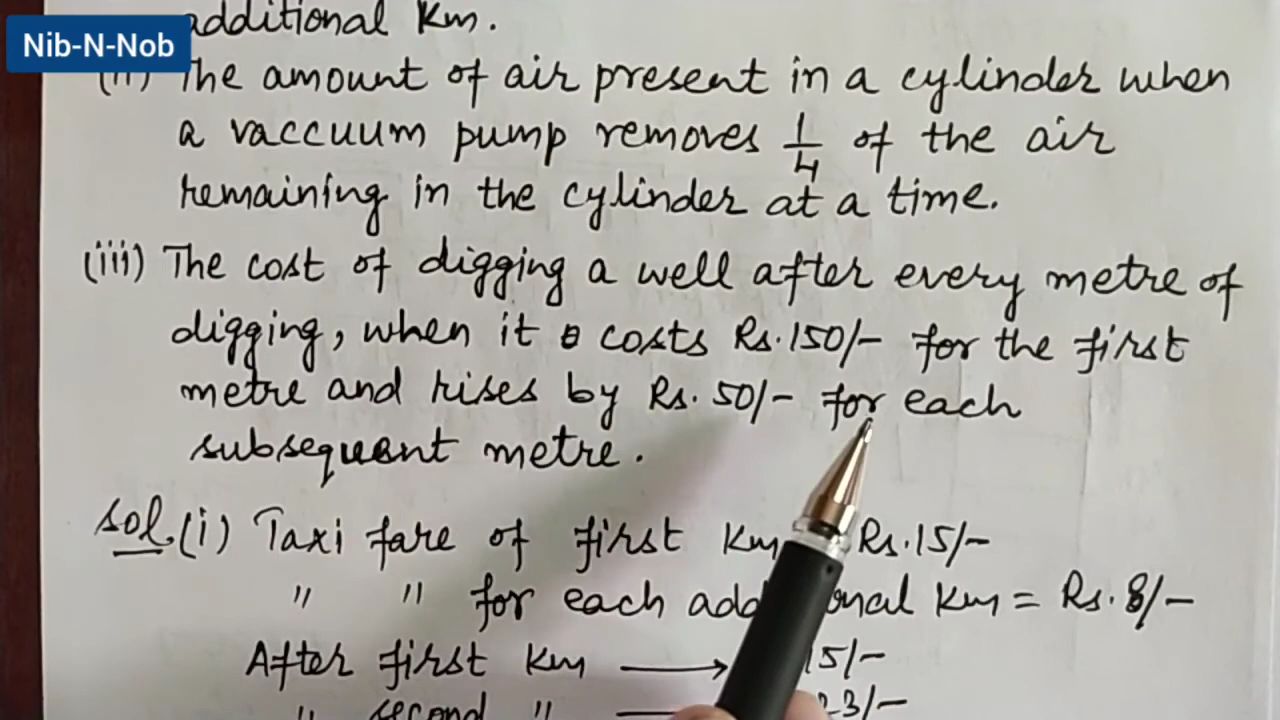 additional Km.
Nib-N-Nob
(ii) The amount of air present in a cylinder when
a vaccuum pump removes 1/4 of the air
remaining in the cylinder at a time.
(iii) The cost of digging a well after every metre of
digging, when it costs Rs.150/- for the first
metre and rises by Rs. 50/- for each
subsequent metre.
Sol. (i) Taxi fare of first Km Rs.15/-
" " for each additional Km = Rs. 8/-
After first Km → 15/-
" second " — 23/-